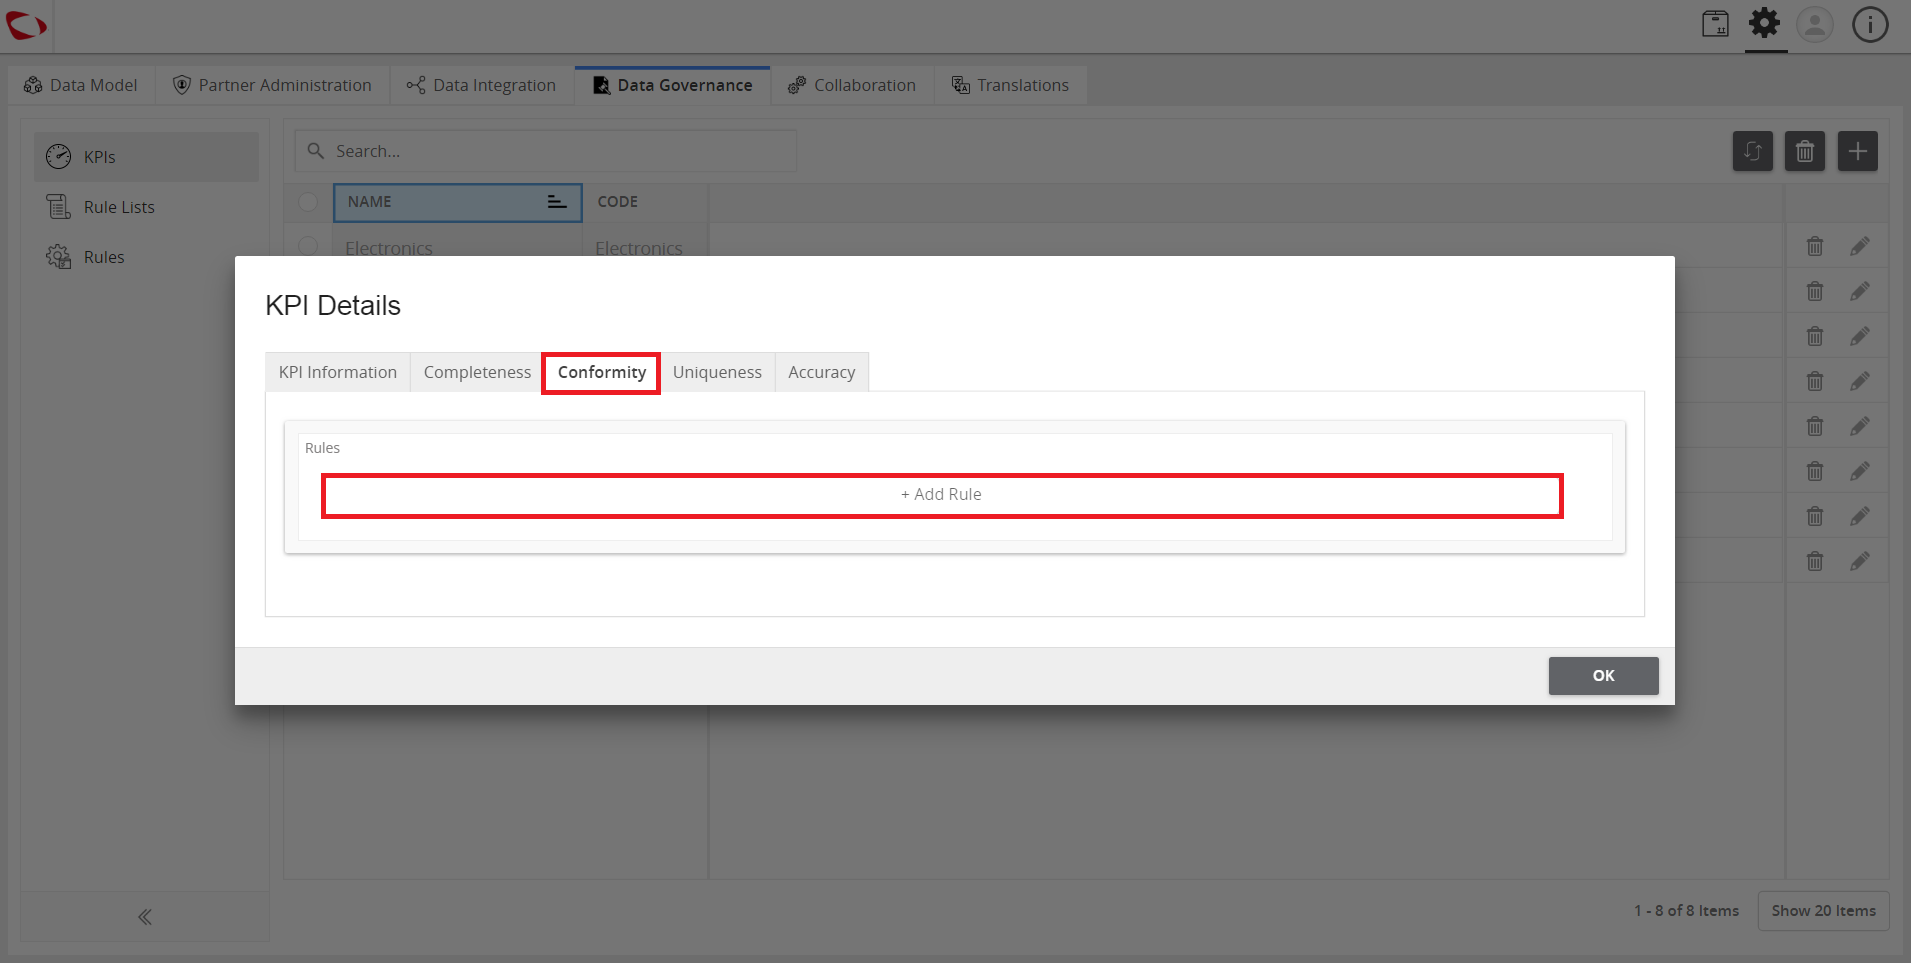 Data Model
Partner Administration
Data Integration
Data Governance
Collaboration
Translations
KPIs
Rule Lists
Rules
Search...
NAME
CODE
Electronics
Electronics
KPI Details
KPI Information
Completeness
Conformity
Uniqueness
Accuracy
Rules
+ Add Rule
OK
1 - 8 of 8 Items
Show 20 Items